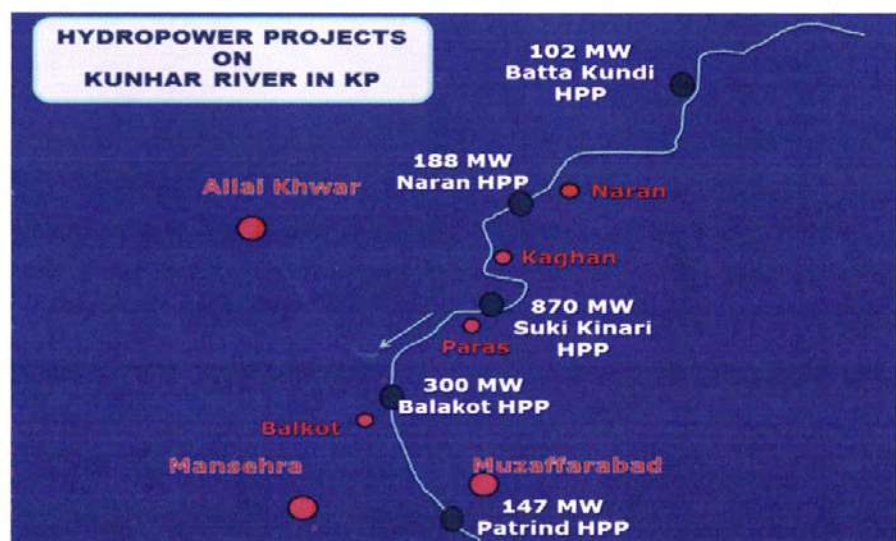 HYDROPOWER PROJECTS
ON
KUNHAR RIVER IN KP
102 MW
Batta Kundi
HPP
188 MW
Naran HPP
Allai Khwar
Naran
Kaghan
870 MW
Suki Kinari
HPP
Paras
300 MW
Balakot HPP
Balkot
Mansehra
Muzaffarabad
147 MW
Patrind HPP